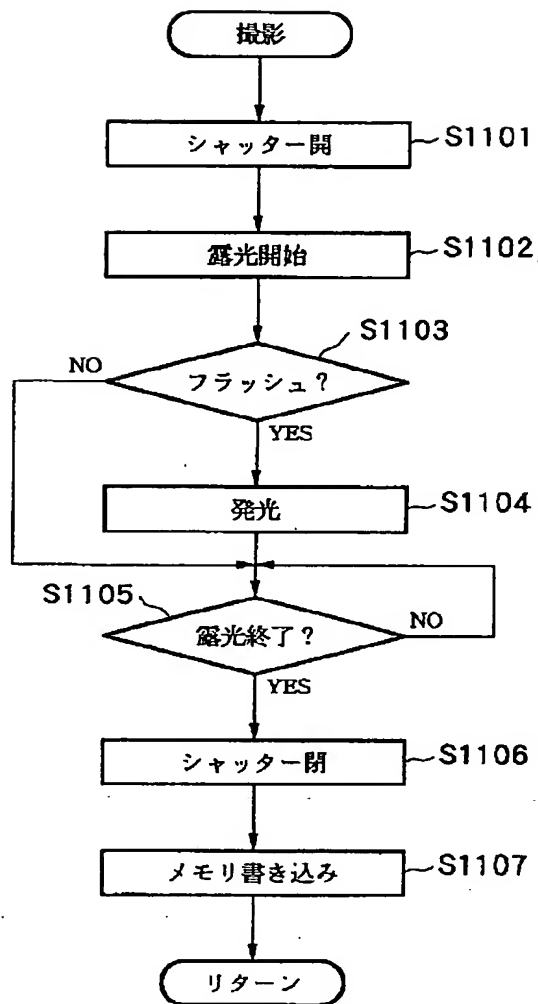 撮影
シャッター開
S1101
露光開始
S1102
S1103
NO
フラッシュ?
YES
発光
S1104
S1105
露光終了?
NO
YES
シャッター閉
S1106
メモリ書き込み
S1107
リターン